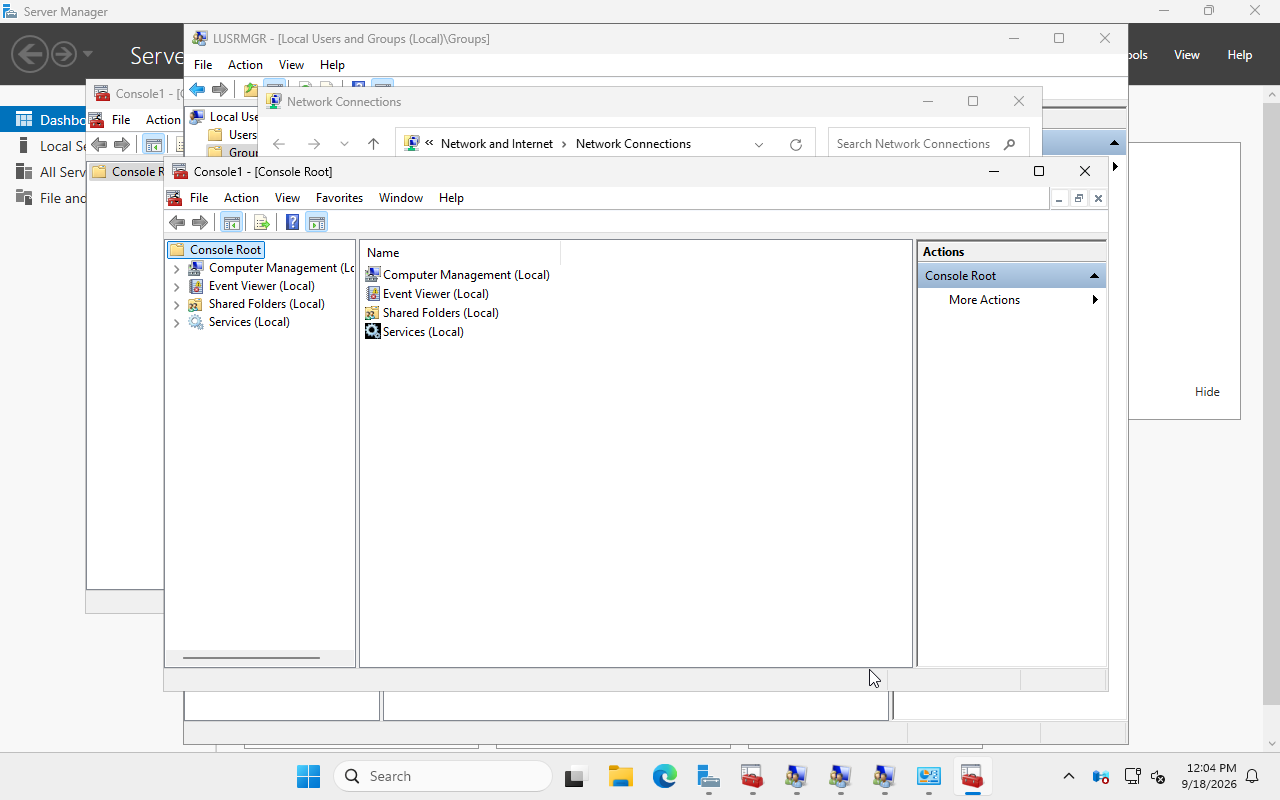 Server Manager
Serve
ools
View
Help
Dashbo
Local Se
All Serv
File and
Hide
Console1 - [C
File
Action
Console R
LUSRMGR - [Local Users and Groups (Local)\Groups]
File
Action
View
Help
Local Use
Users
Group
Network Connections
« Network and Internet › Network Connections
Search Network Connections
Console1 - [Console Root]
File
Action
View
Favorites
Window
Help
Console Root
Computer Management (Lo
Event Viewer (Local)
Shared Folders (Local)
Services (Local)
Name
Computer Management (Local)
Event Viewer (Local)
Shared Folders (Local)
Services (Local)
Actions
Console Root
More Actions
Search
12:04 PM
9/18/2026